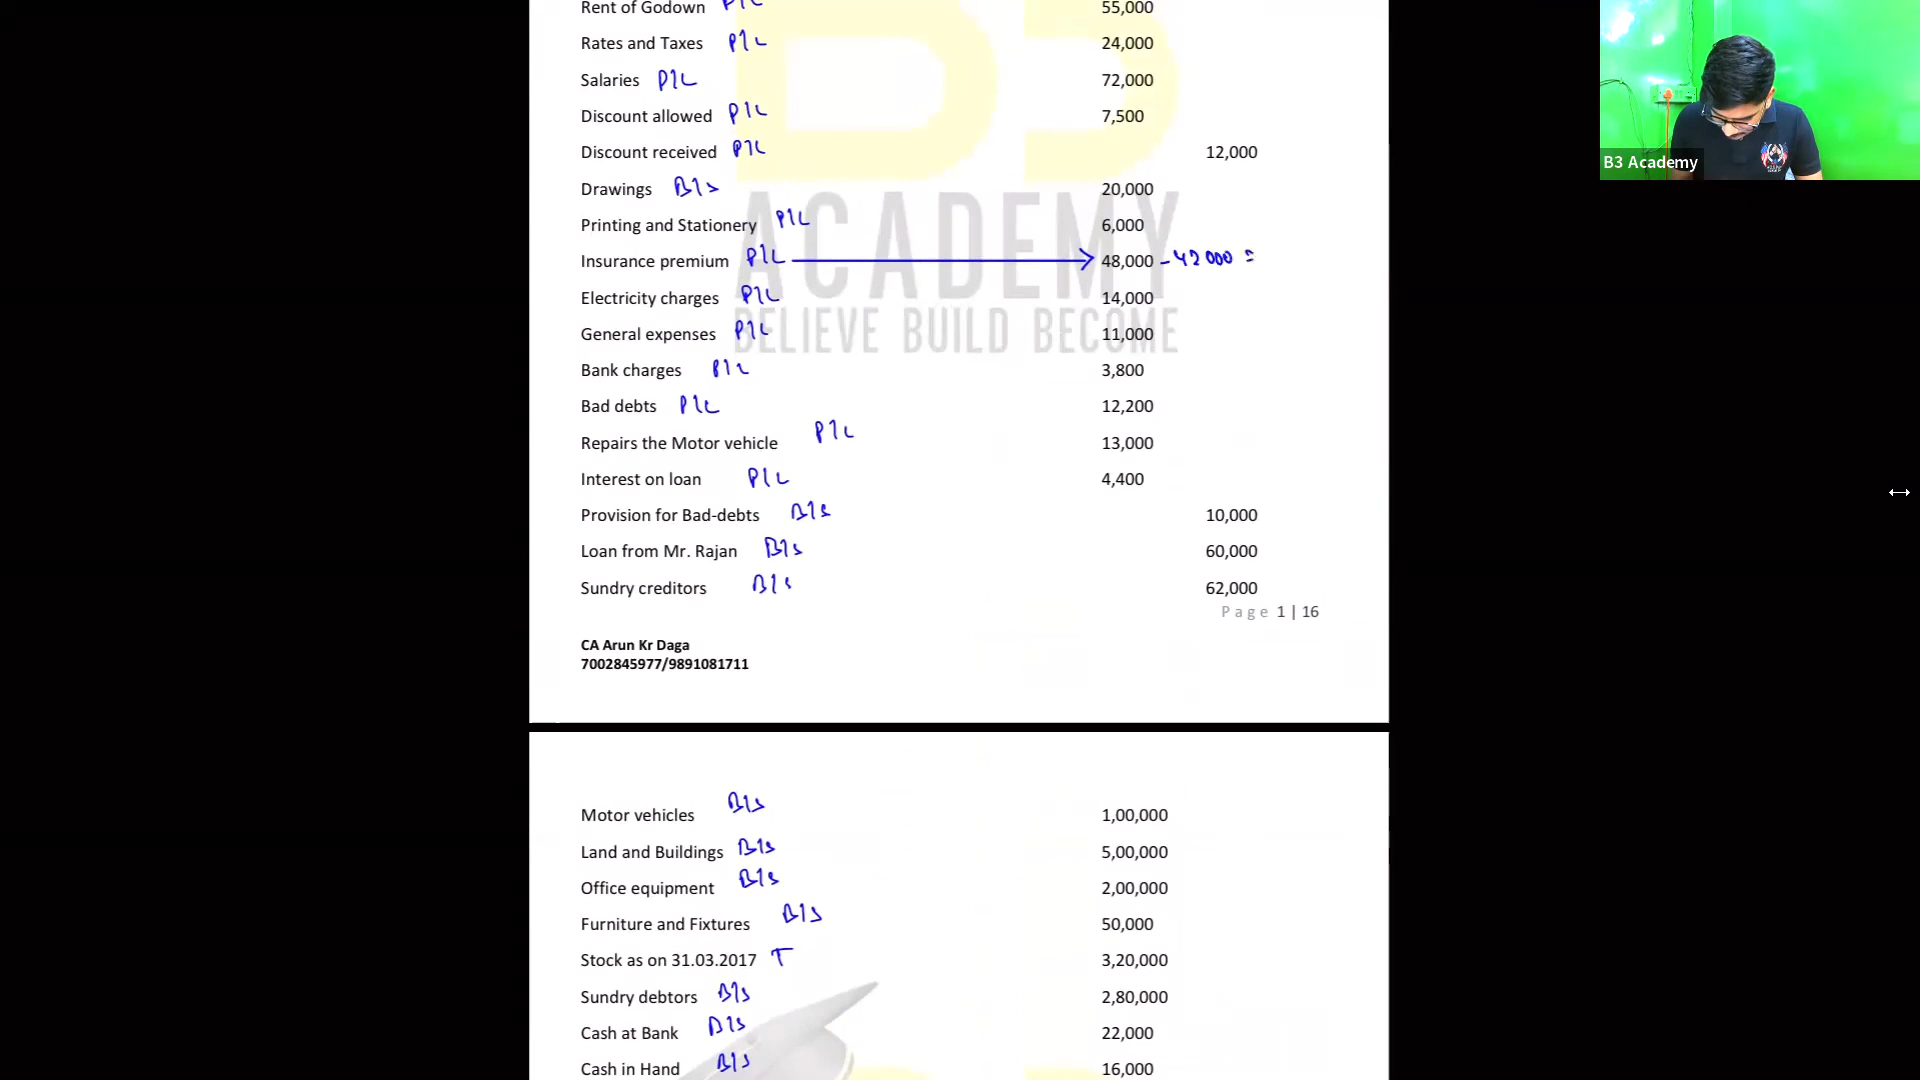 Rent of Godown P/L 55,000
Rates and Taxes P/L 24,000
Salaries P/L 72,000
Discount allowed P/L 7,500
Discount received P/L 12,000
Drawings B/S 20,000
Printing and Stationery P/L 6,000
Insurance premium P/L 48,000 - 42000 =
Electricity charges P/L 14,000
General expenses P/L 11,000
Bank charges P/L 3,800
Bad debts P/L 12,200
Repairs the Motor vehicle P/L 13,000
Interest on loan P/L 4,400
Provision for Bad-debts B/S 10,000
Loan from Mr. Rajan B/S 60,000
Sundry creditors B/S 62,000
Page 1 | 16
CA Arun Kr Daga
7002845977/9891081711
Motor vehicles B/S 1,00,000
Land and Buildings B/S 5,00,000
Office equipment B/S 2,00,000
Furniture and Fixtures B/S 50,000
Stock as on 31.03.2017 T 3,20,000
Sundry debtors B/S 2,80,000
Cash at Bank B/S 22,000
Cash in Hand B/S 16,000
B3
ACADEMY
BELIEVE BUILD BECOME
B3 Academy